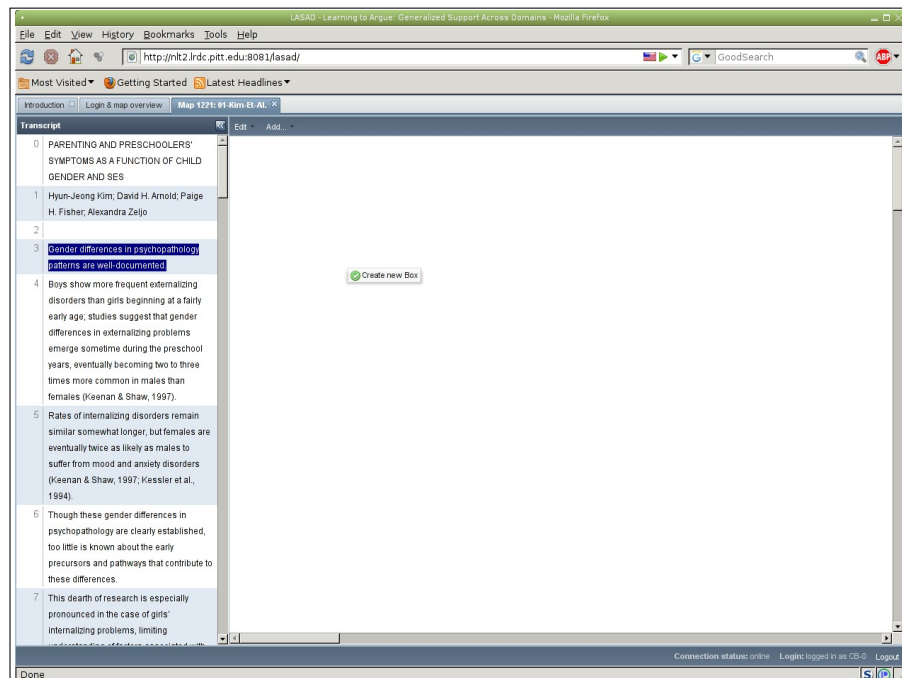 LASAD - Learning to Argue: Generalized Support Across Domains - Mozilla Firefox
File Edit View History Bookmarks Tools Help
http://nlt2.lrdc.pitt.edu:8081/lasad/
G GoodSearch
ABP
Most Visited Getting Started Latest Headlines
Introduction Login & map overview Map 1221: 01-Kim-Et-Al.
Transcript
Edit Add...
0 PARENTING AND PRESCHOOLERS'
SYMPTOMS AS A FUNCTION OF CHILD
GENDER AND SES
1 Hyun-Jeong Kim; David H. Arnold; Paige
H. Fisher; Alexandra Zeljo
2
3 Gender differences in psychopathology
patterns are well-documented.
Create new Box
4 Boys show more frequent externalizing
disorders than girls beginning at a fairly
early age; studies suggest that gender
differences in externalizing problems
emerge sometime during the preschool
years, eventually becoming two to three
times more common in males than
females (Keenan & Shaw, 1997).
5 Rates of internalizing disorders remain
similar somewhat longer, but females are
eventually twice as likely as males to
suffer from mood and anxiety disorders
(Keenan & Shaw, 1997; Kessler et al.,
1994).
6 Though these gender differences in
psychopathology are clearly established,
too little is known about the early
precursors and pathways that contribute to
these differences.
7 This dearth of research is especially
pronounced in the case of girls'
internalizing problems, limiting
Connection status: online Login: logged in as CB-0 Logout
Done
S